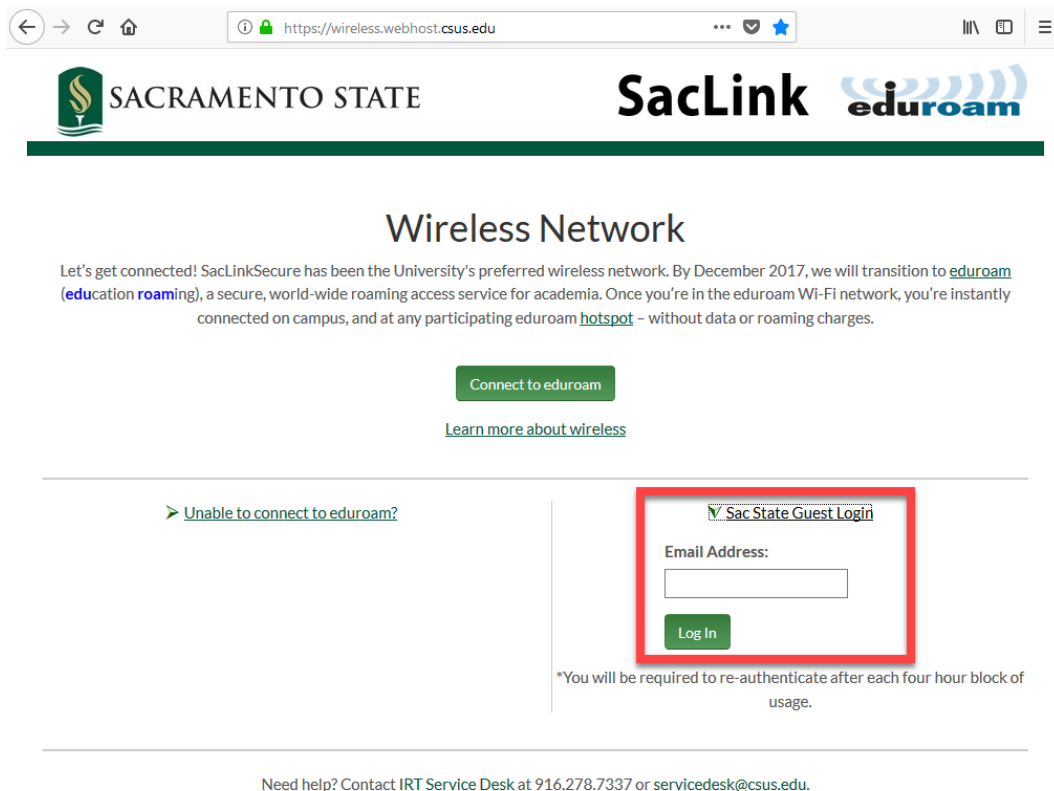 https://wireless.webhost.csus.edu
SACRAMENTO STATE
SacLink
eduroam
Wireless Network
Let's get connected! SacLinkSecure has been the University's preferred wireless network. By December 2017, we will transition to eduroam
(education roaming), a secure, world-wide roaming access service for academia. Once you're in the eduroam Wi-Fi network, you're instantly
connected on campus, and at any participating eduroam hotspot – without data or roaming charges.
Connect to eduroam
Learn more about wireless
Unable to connect to eduroam?
Sac State Guest Login
Email Address:
Log In
*You will be required to re-authenticate after each four hour block of
usage.
Need help? Contact IRT Service Desk at 916.278.7337 or servicedesk@csus.edu.